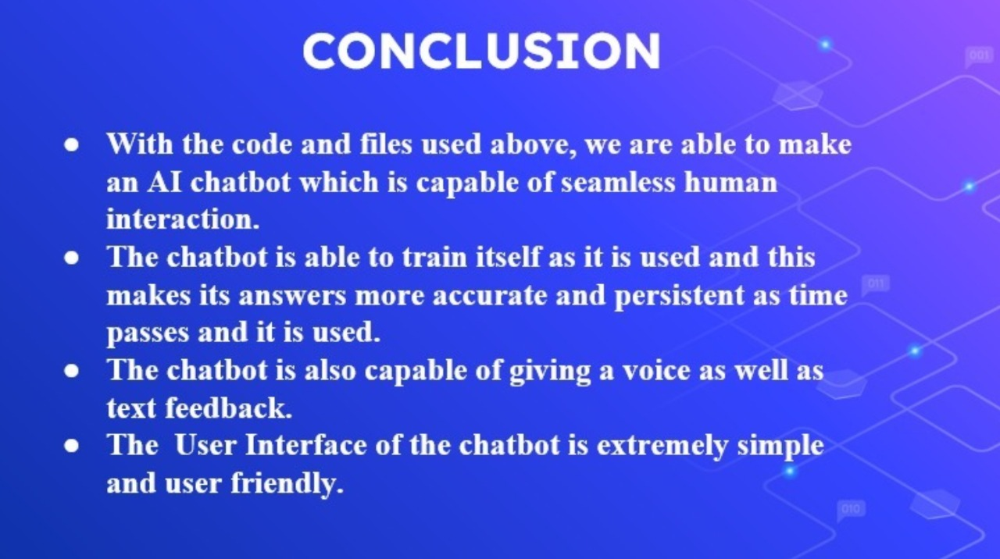 CONCLUSION
001
● With the code and files used above, we are able to make
an AI chatbot which is capable of seamless human
interaction.
● The chatbot is able to train itself as it is used and this
makes its answers more accurate and persistent as time
passes and it is used.
011
● The chatbot is also capable of giving a voice as well as
text feedback.
● The  User Interface of the chatbot is extremely simple
and user friendly.
010